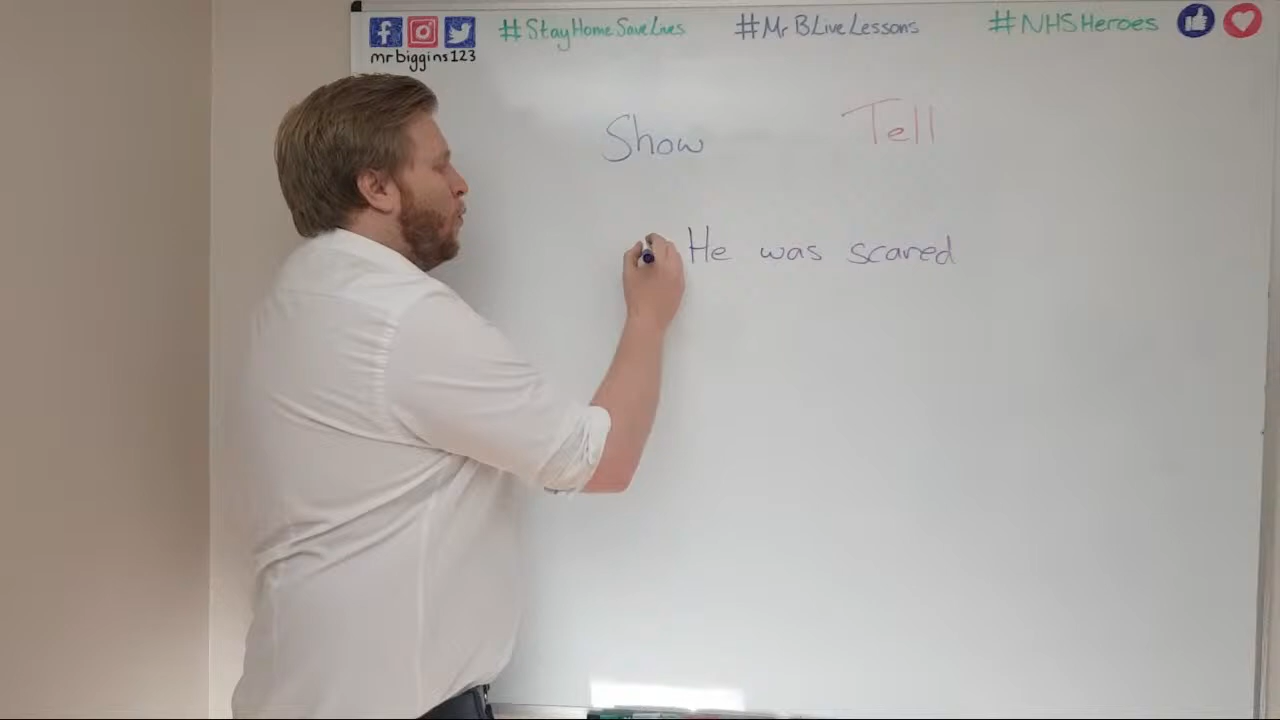 #StayHomeSaveLives #MrBLiveLessons #NHSHeroes
mrbiggins123
Show Tell
He was scared